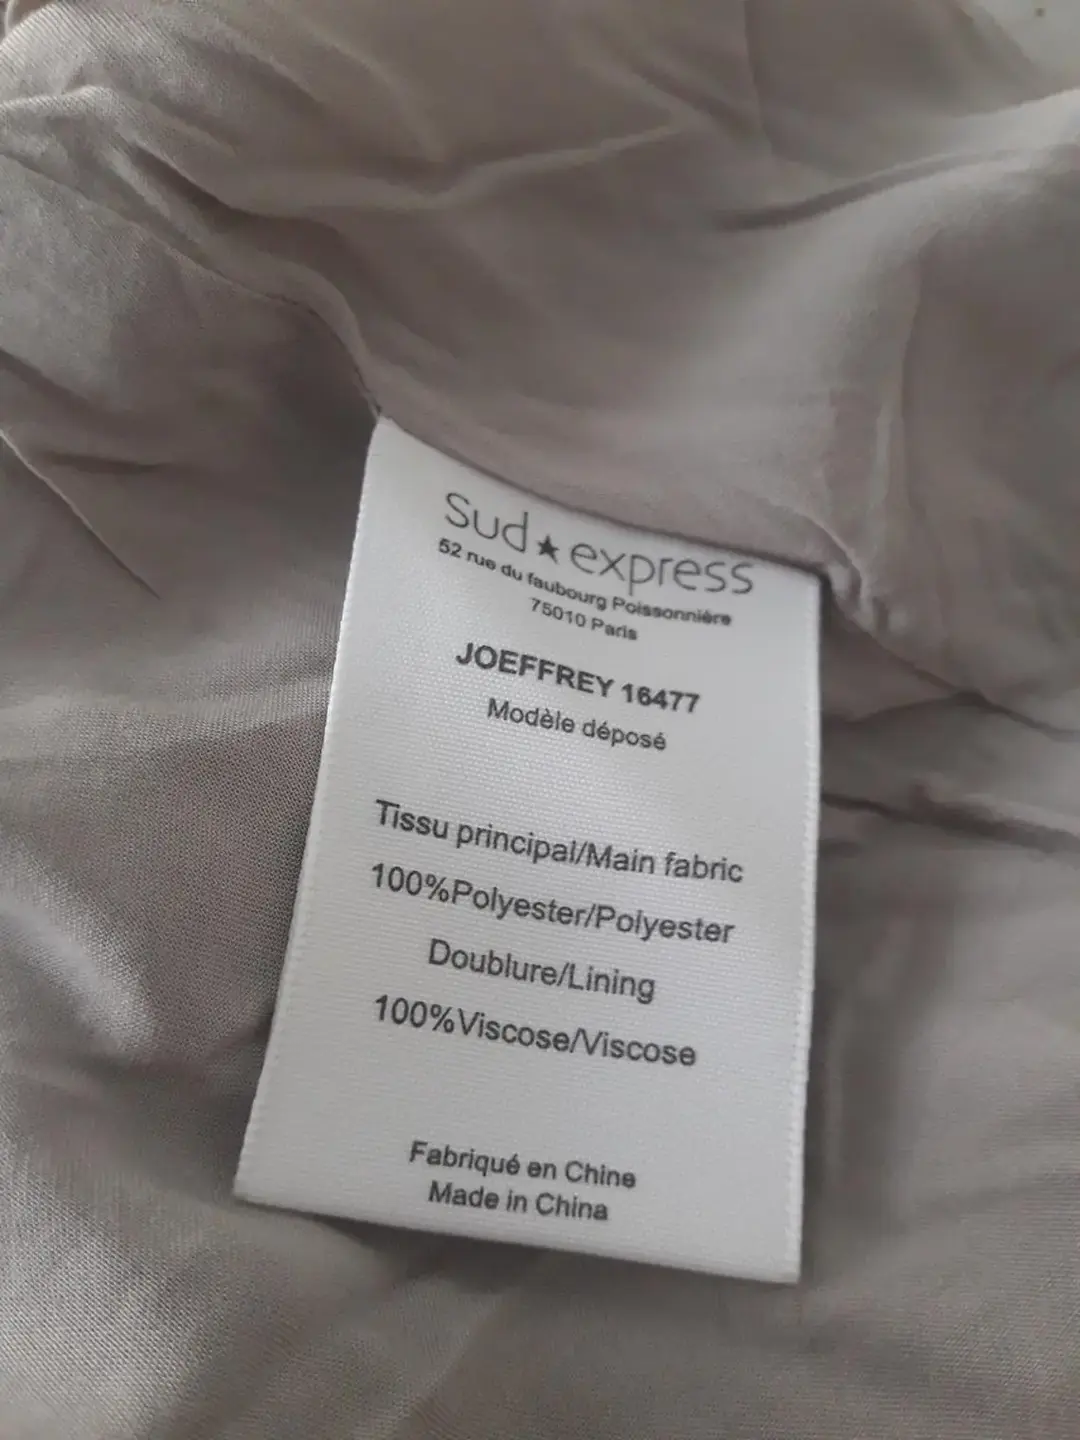 Sud★express
52 rue du faubourg Poissonnière
75010 Paris
JOEFFREY 16477
Modèle déposé
Tissu principal/Main fabric
100%Polyester/Polyester
Doublure/Lining
100%Viscose/Viscose
Fabriqué en Chine
Made in China